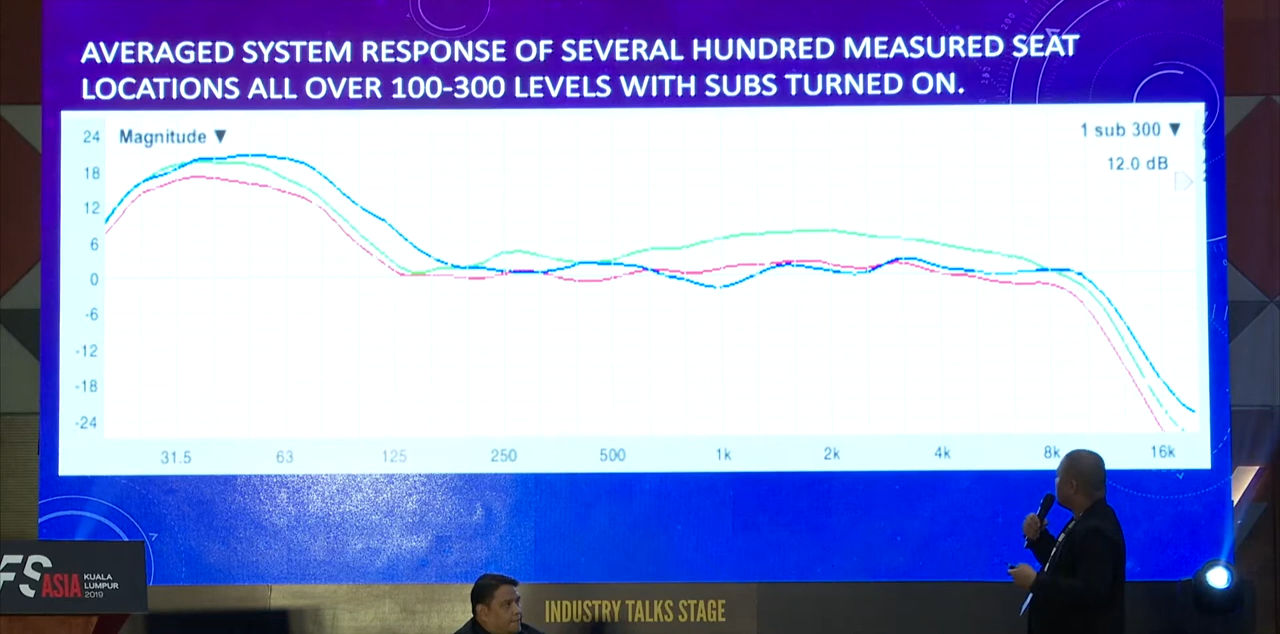 AVERAGED SYSTEM RESPONSE OF SEVERAL HUNDRED MEASURED SEAT
LOCATIONS ALL OVER 100-300 LEVELS WITH SUBS TURNED ON.
24 Magnitude ▼ 1 sub 300 ▼
12.0 dB
18
12
6
0
-6
-12
-18
-24
31.5 63 125 250 500 1k 2k 4k 8k 16k
FS ASIA KUALA
LUMPUR
2019
INDUSTRY TALKS STAGE